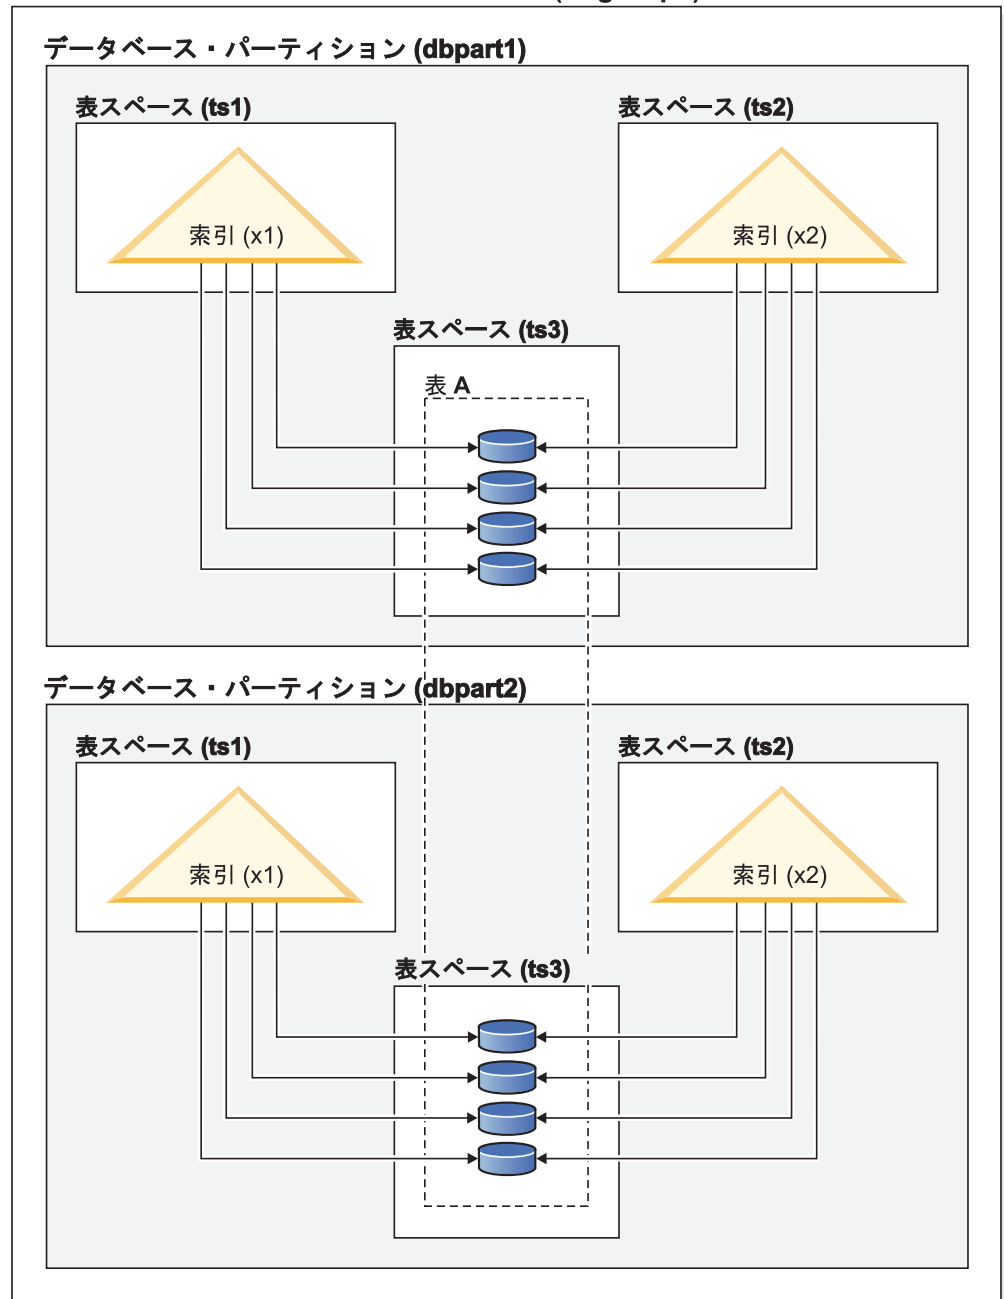 データベース・パーティション (dbpart1)
表スペース (ts1)
表スペース (ts2)
索引 (x1)
索引 (x2)
表スペース (ts3)
表 A
データベース・パーティション (dbpart2)
表スペース (ts1)
表スペース (ts2)
索引 (x1)
索引 (x2)
表スペース (ts3)